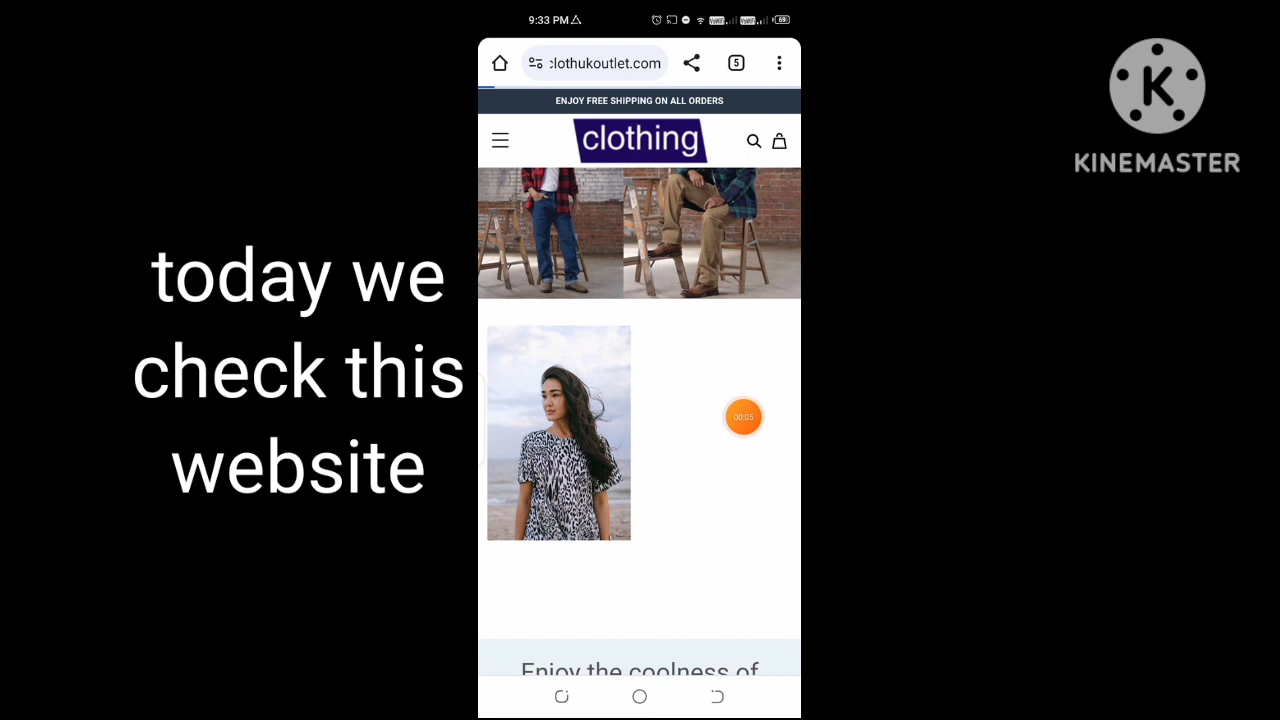 9:33 PM
69
:lothukoutlet.com
5
ENJOY FREE SHIPPING ON ALL ORDERS
clothing
today we
check this
website
00:05
Enjoy the coolness of
KINEMASTER